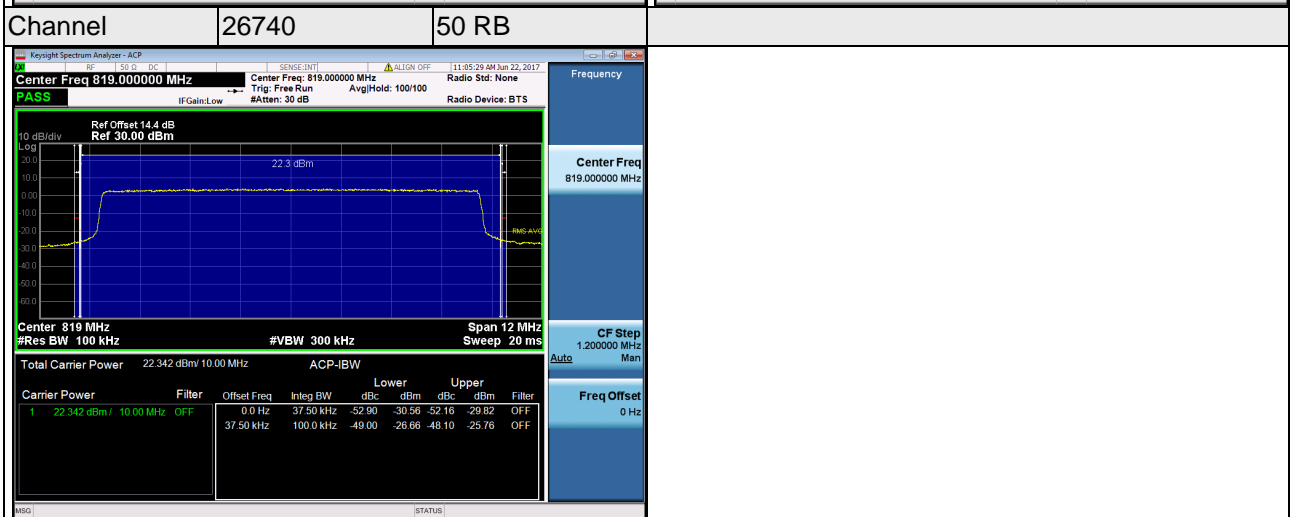 Channel 26740 50 RB
Keysight Spectrum Analyzer - ACP
RF 50 Ω DC SENSE:INT ALIGN OFF 11:05:29 AM Jun 22, 2017
Center Freq 819.000000 MHz Center Freq: 819.000000 MHz Radio Std: None Frequency
Trig: Free Run Avg|Hold: 100/100
PASS IFGain:Low #Atten: 30 dB Radio Device: BTS
Ref Offset 14.4 dB
10 dB/div Ref 30.00 dBm
Log
20.0
22.3 dBm
10.0
0.00
-10.0
-20.0
RMS AVG
-30.0
-40.0
-50.0
-60.0
Center Freq
819.000000 MHz
Center 819 MHz Span 12 MHz
#Res BW 100 kHz #VBW 300 kHz Sweep 20 ms
CF Step
1.200000 MHz
Auto Man
Total Carrier Power 22.342 dBm/ 10.00 MHz ACP-IBW
Lower Upper
Carrier Power Filter Offset Freq Integ BW dBc dBm dBc dBm Filter
1 22.342 dBm / 10.00 MHz OFF 0.0 Hz 37.50 kHz -52.90 -30.56 -52.16 -29.82 OFF
37.50 kHz 100.0 kHz -49.00 -26.66 -48.10 -25.76 OFF
Freq Offset
0 Hz
MSG STATUS